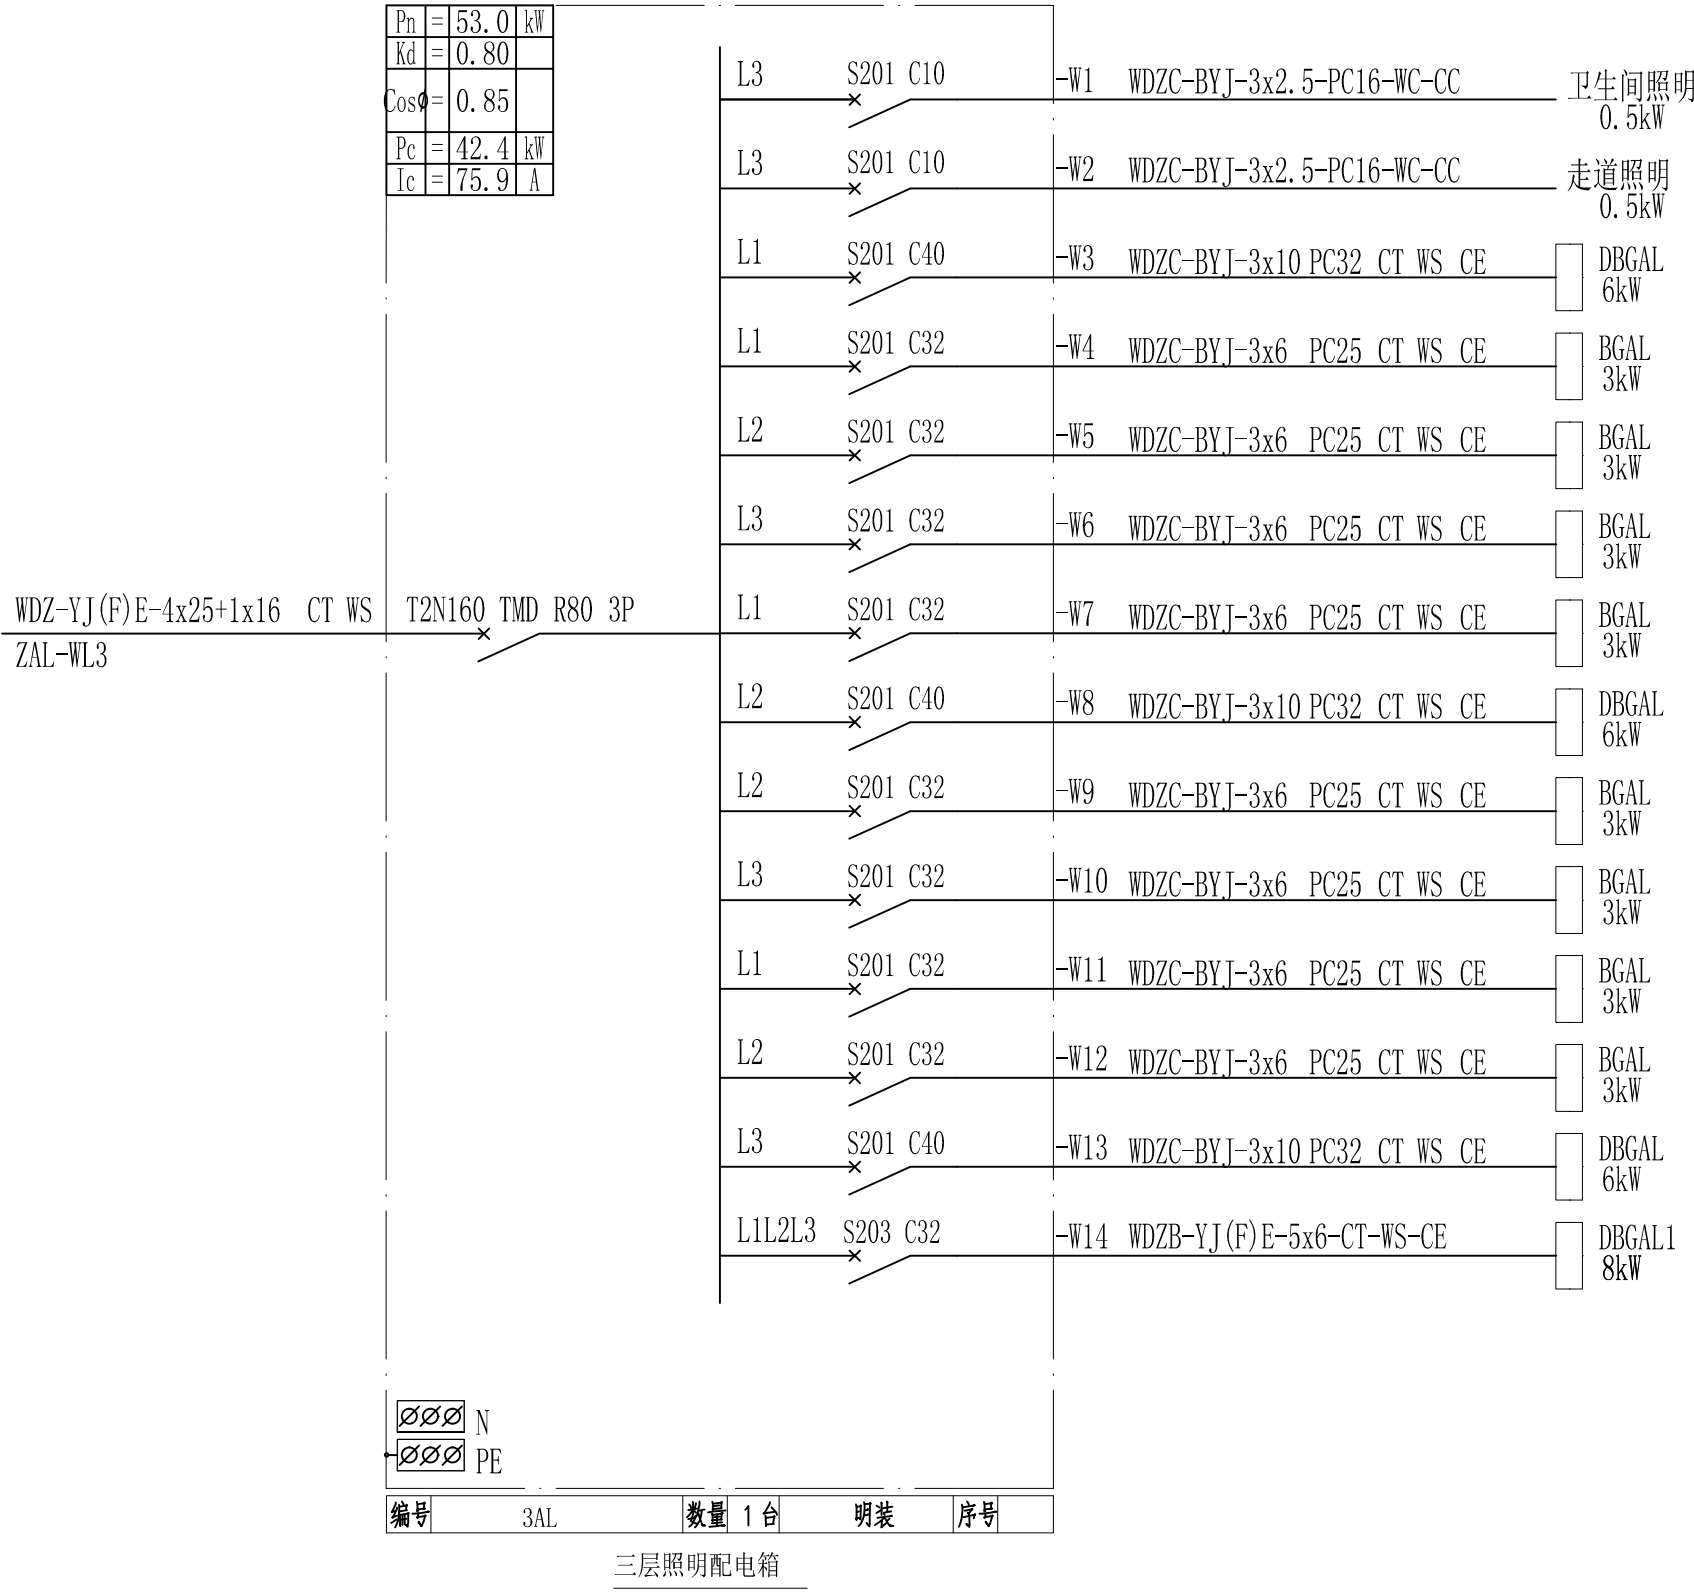 Pn = 53.0 kW
Kd = 0.80
Cosφ = 0.85
Pc = 42.4 kW
Ic = 75.9 A
L3 S201 C10 -W1 WDZC-BYJ-3x2.5-PC16-WC-CC 卫生间照明
0.5kW
L3 S201 C10 -W2 WDZC-BYJ-3x2.5-PC16-WC-CC 走道照明
0.5kW
L1 S201 C40 -W3 WDZC-BYJ-3x10 PC32 CT WS CE DBGAL
6kW
L1 S201 C32 -W4 WDZC-BYJ-3x6 PC25 CT WS CE BGAL
3kW
L2 S201 C32 -W5 WDZC-BYJ-3x6 PC25 CT WS CE BGAL
3kW
L3 S201 C32 -W6 WDZC-BYJ-3x6 PC25 CT WS CE BGAL
3kW
WDZ-YJ(F)E-4x25+1x16 CT WS T2N160 TMD R80 3P
ZAL-WL3
L1 S201 C32 -W7 WDZC-BYJ-3x6 PC25 CT WS CE BGAL
3kW
L2 S201 C40 -W8 WDZC-BYJ-3x10 PC32 CT WS CE DBGAL
6kW
L2 S201 C32 -W9 WDZC-BYJ-3x6 PC25 CT WS CE BGAL
3kW
L3 S201 C32 -W10 WDZC-BYJ-3x6 PC25 CT WS CE BGAL
3kW
L1 S201 C32 -W11 WDZC-BYJ-3x6 PC25 CT WS CE BGAL
3kW
L2 S201 C32 -W12 WDZC-BYJ-3x6 PC25 CT WS CE BGAL
3kW
L3 S201 C40 -W13 WDZC-BYJ-3x10 PC32 CT WS CE DBGAL
6kW
L1L2L3 S203 C32 -W14 WDZB-YJ(F)E-5x6-CT-WS-CE DBGAL1
8kW
N
PE
编号 3AL 数量 1台 明装 序号
三层照明配电箱